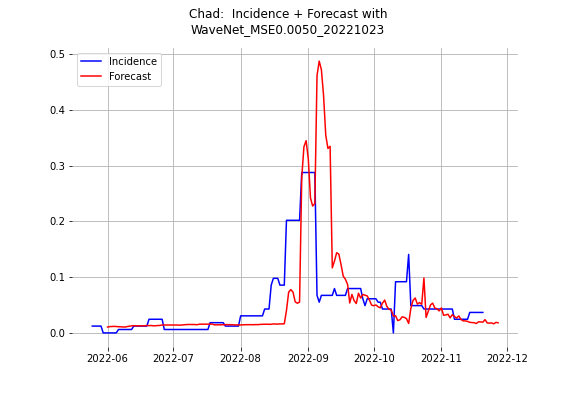 Chad:  Incidence + Forecast with
WaveNet_MSE0.0050_20221023
Incidence
Forecast
0.5
0.4
0.3
0.2
0.1
0.0
2022-06 2022-07 2022-08 2022-09 2022-10 2022-11 2022-12